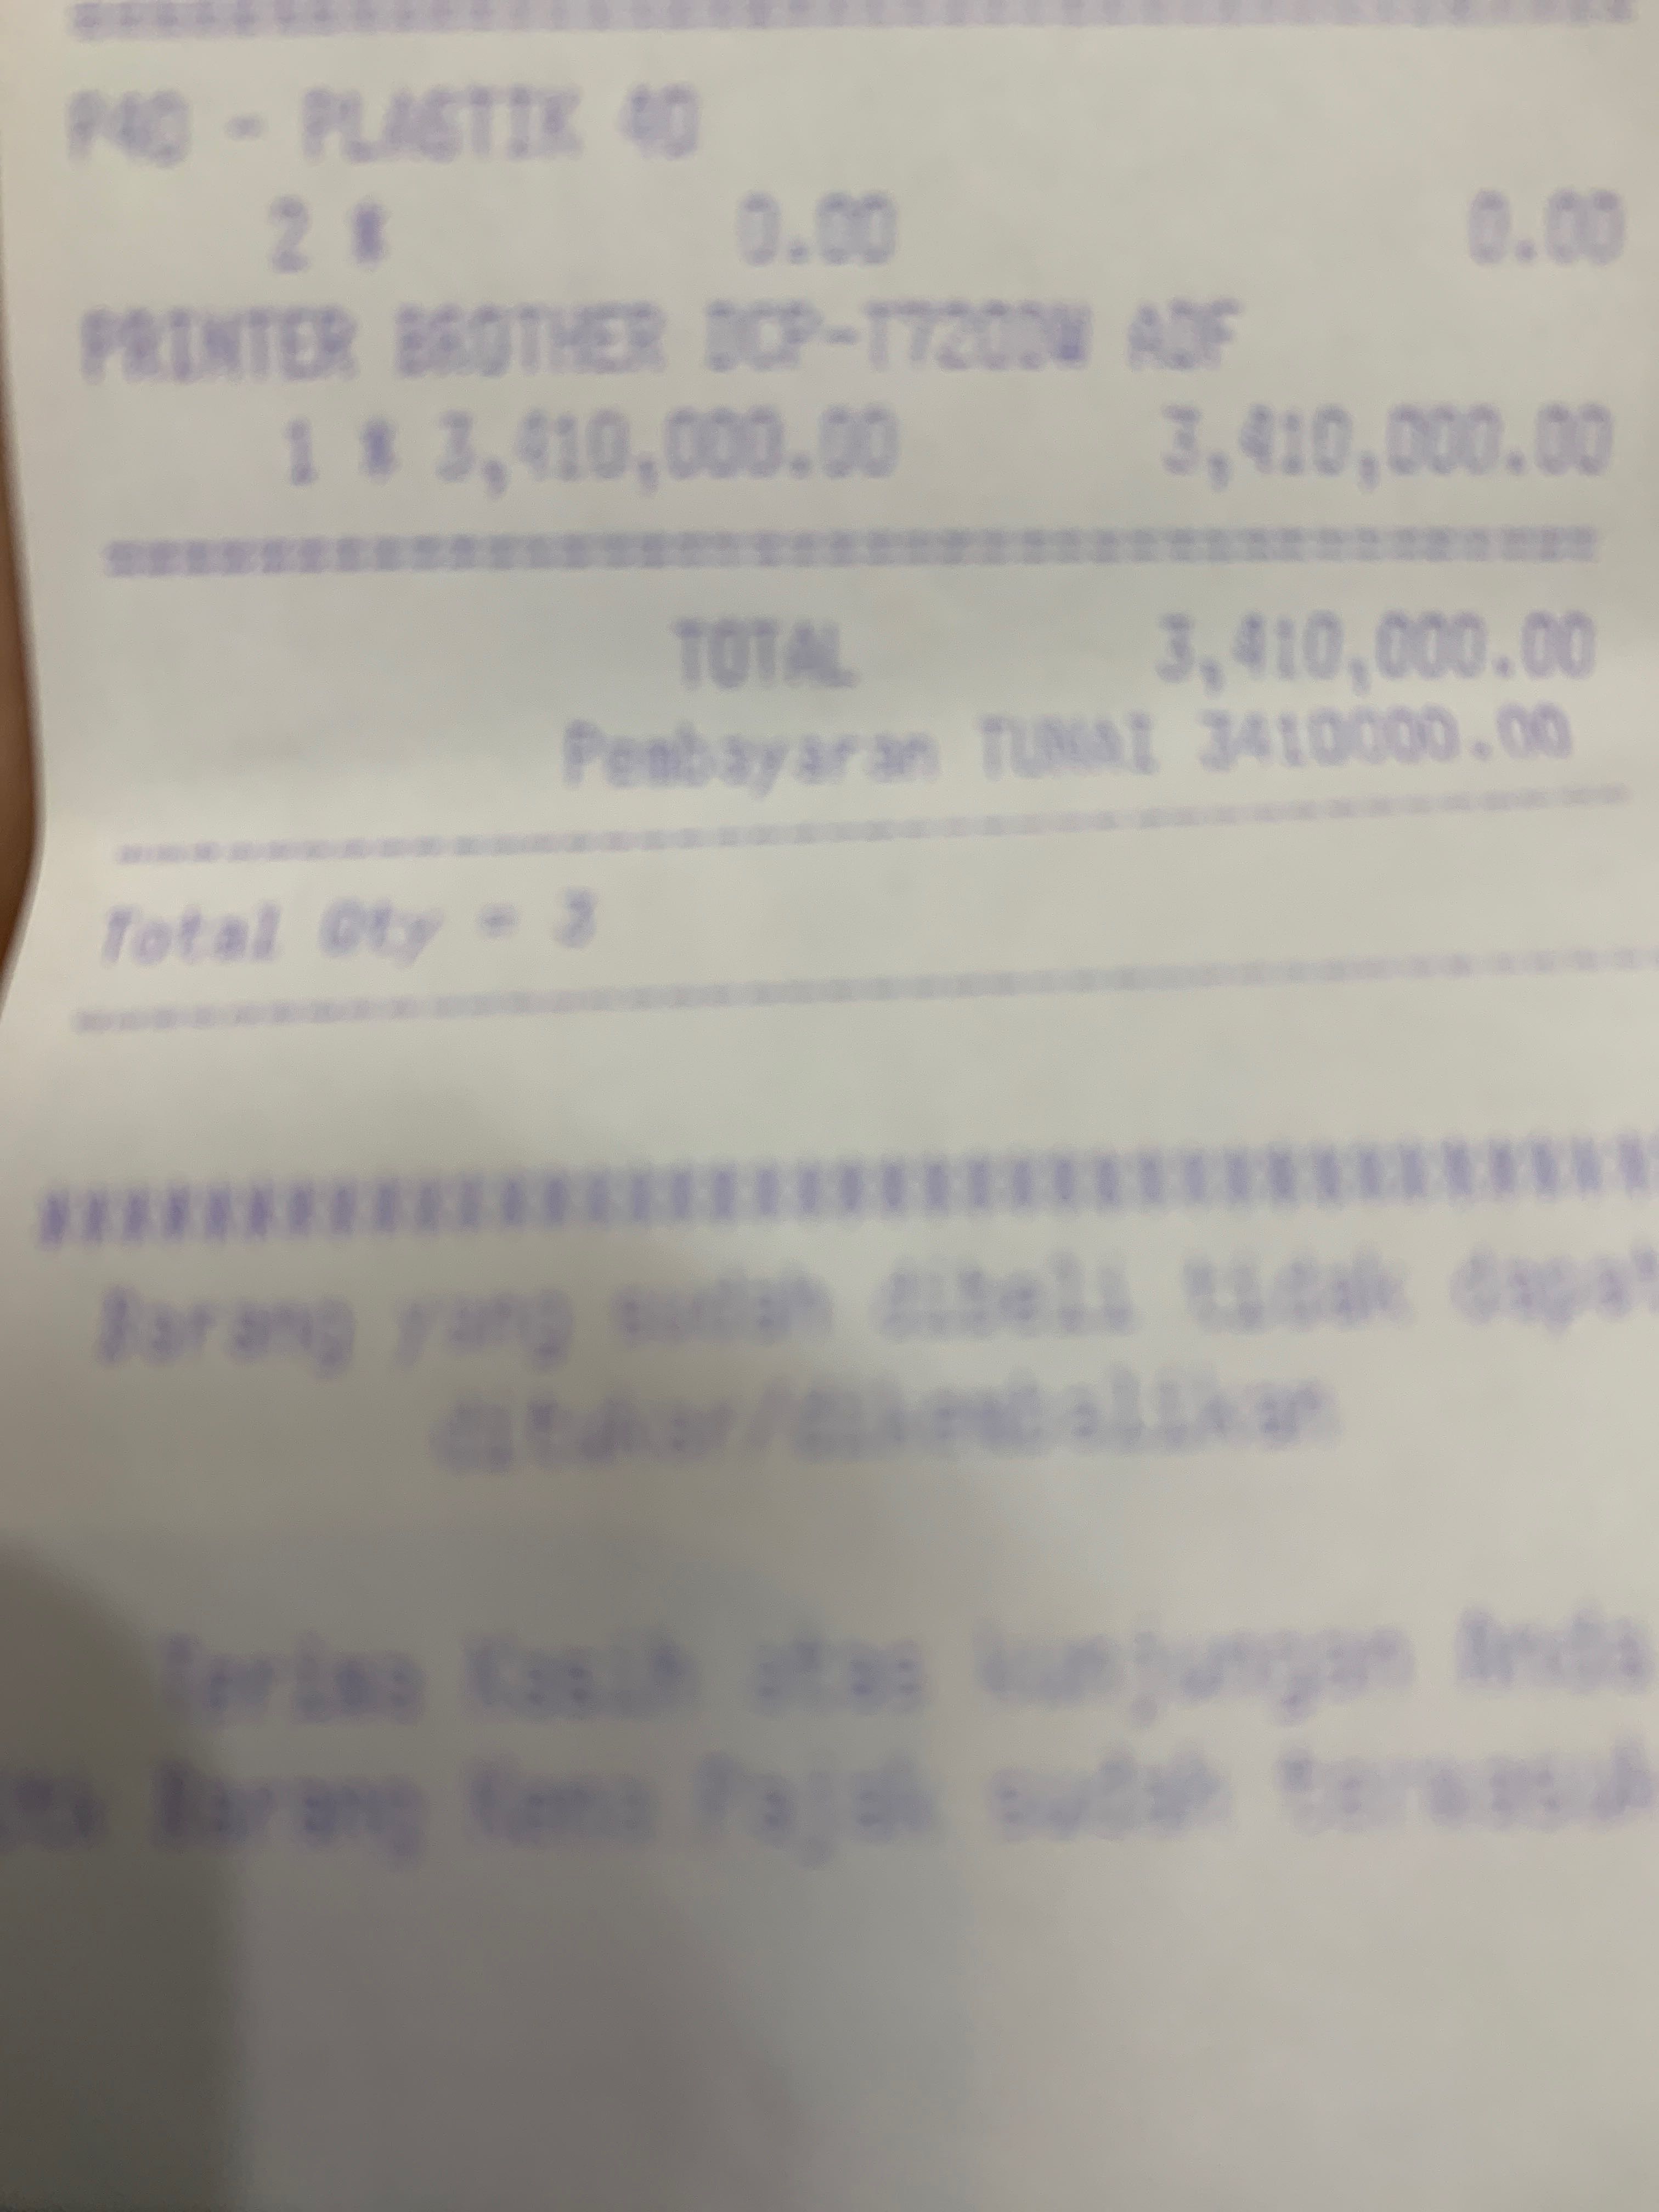 P40 - PLASTIK 40
2 * 0.00 0.00
PRINTER BROTHER DCP-T720DW ADF
1 * 3,410,000.00 3,410,000.00
TOTAL 3,410,000.00
Pembayaran TUNAI 3410000.00
Total Qty = 3
Barang yang sudah dibeli tidak dapat
ditukar/dikembalikan
Terima Kasih atas kunjungan Anda
Barang Kena Pajak sudah termasuk